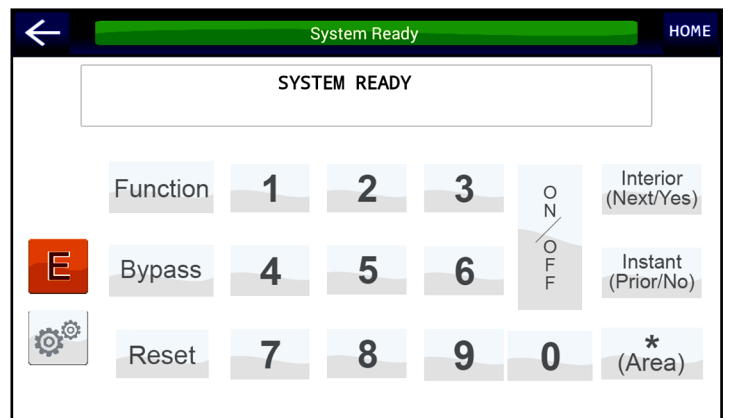 System Ready
HOME
SYSTEM READY
Function
1
2
3
ON/OFF
Interior
(Next/Yes)
E
Bypass
4
5
6
Instant
(Prior/No)
Reset
7
8
9
0
*
(Area)